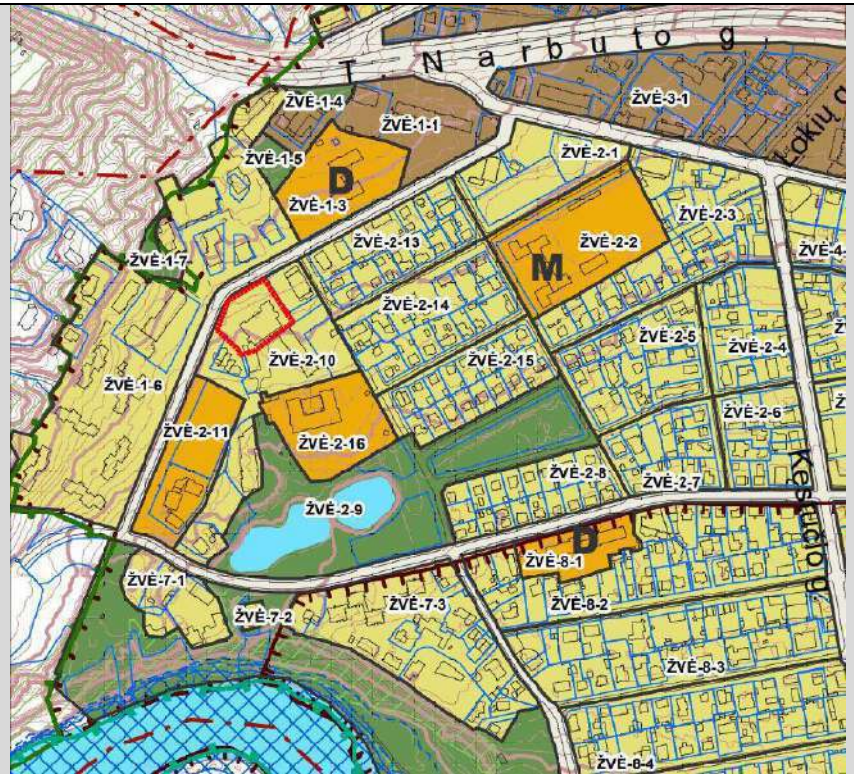 T. Narbuto g.
ŽVĖ-1-4
ŽVĖ-3-1
ŽVĖ-1-1
Lokių g.
ŽVĖ-1-5
ŽVĖ-2-1
D
ŽVĖ-1-3
ŽVĖ-2-3
ŽVĖ-2-13
ŽVĖ-2-2
ŽVĖ-4-
ŽVĖ-1-7
M
ŽVĖ-2-14
ŽVĖ-2-5
ŽVĖ-2-4
ŽVĖ-2-10
ŽVĖ-2-15
ŽVĖ-1-6
ŽVĖ-2-6
ŽVĖ-2-11
ŽVĖ-2-16
ŽVĖ-2-8
ŽVĖ-2-7
Kęstučio g.
ŽVĖ-2-9
D
ŽVĖ-8-1
ŽVĖ-7-1
ŽVĖ-7-3
ŽVĖ-8-2
ŽVĖ-7-2
ŽVĖ-8-3
ŽVĖ-8-4